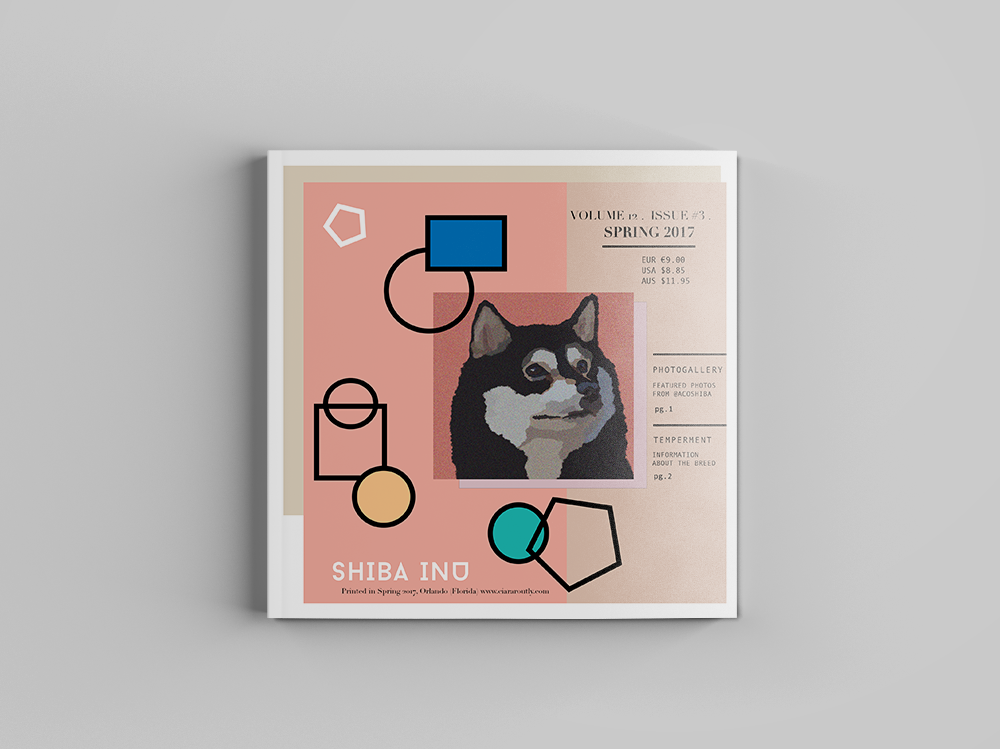 VOLUME 12 . ISSUE #3 .
SPRING 2017
EUR €9.00
USA $8.85
AUS $11.95
PHOTOGALLERY
FEATURED PHOTOS
FROM @ACOSHIBA
pg.1
TEMPERMENT
INFORMATION
ABOUT THE BREED
pg.2
SHIBA INU
Printed in Spring 2017, Orlando (Florida) www.ciararoutly.com